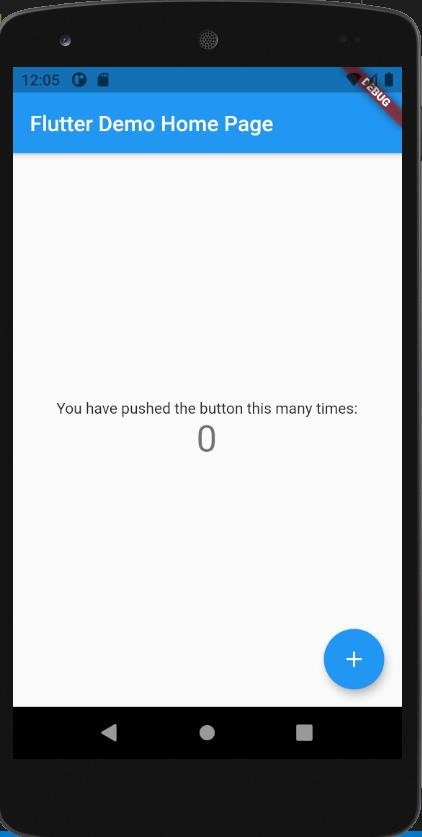 12:05
DEBUG
Flutter Demo Home Page
You have pushed the button this many times:
0